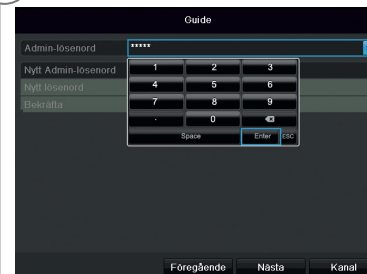 Guide
Admin-lösenord *****
Nytt Admin-lösenord
Nytt lösenord
Bekräfta
1 2 3
4 5 6
7 8 9
. 0
Space Enter ESC
Föregående Nästa Kanal